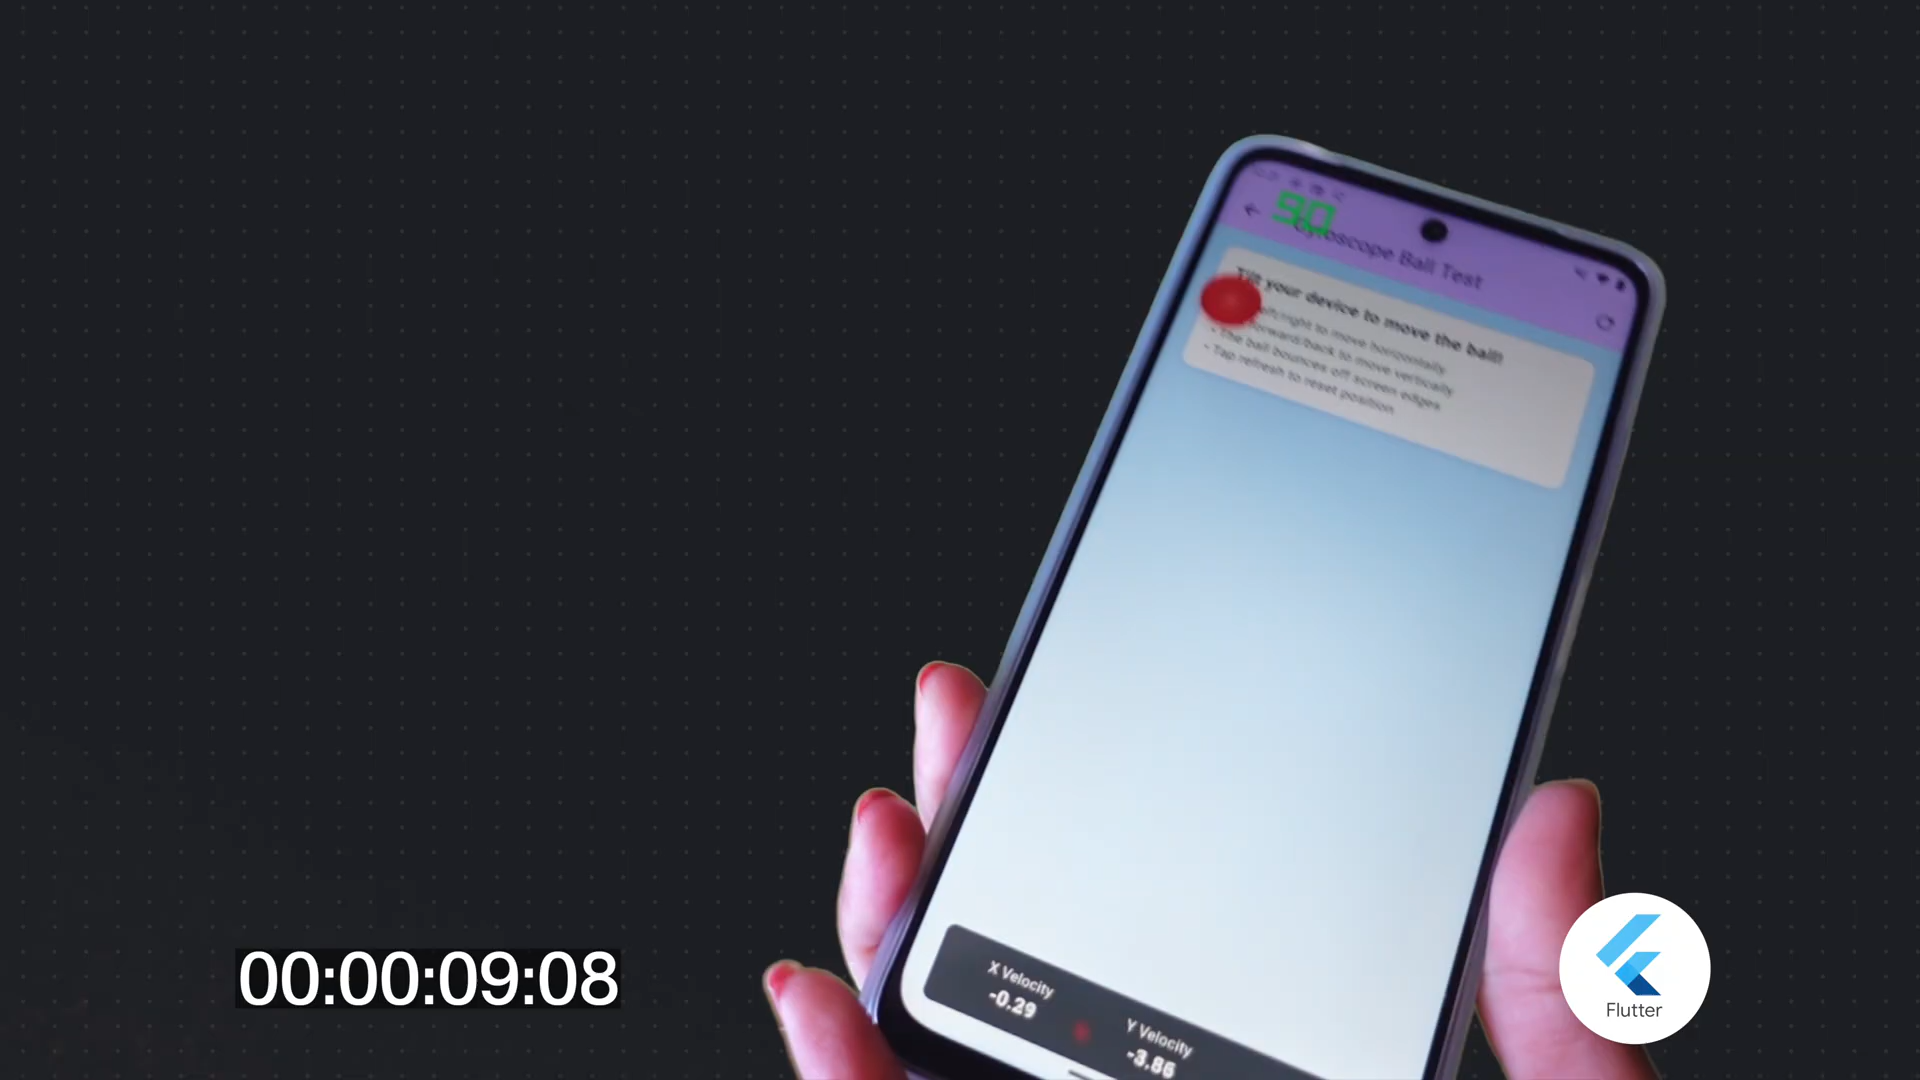 90
Gyroscope Ball Test
Tilt your device to move the ball!
left/right to move horizontally
forward/back to move vertically
• The ball bounces off screen edges
• Tap refresh to reset position
X Velocity
-0.29
Y Velocity
-3.86
00:00:09:08
Flutter